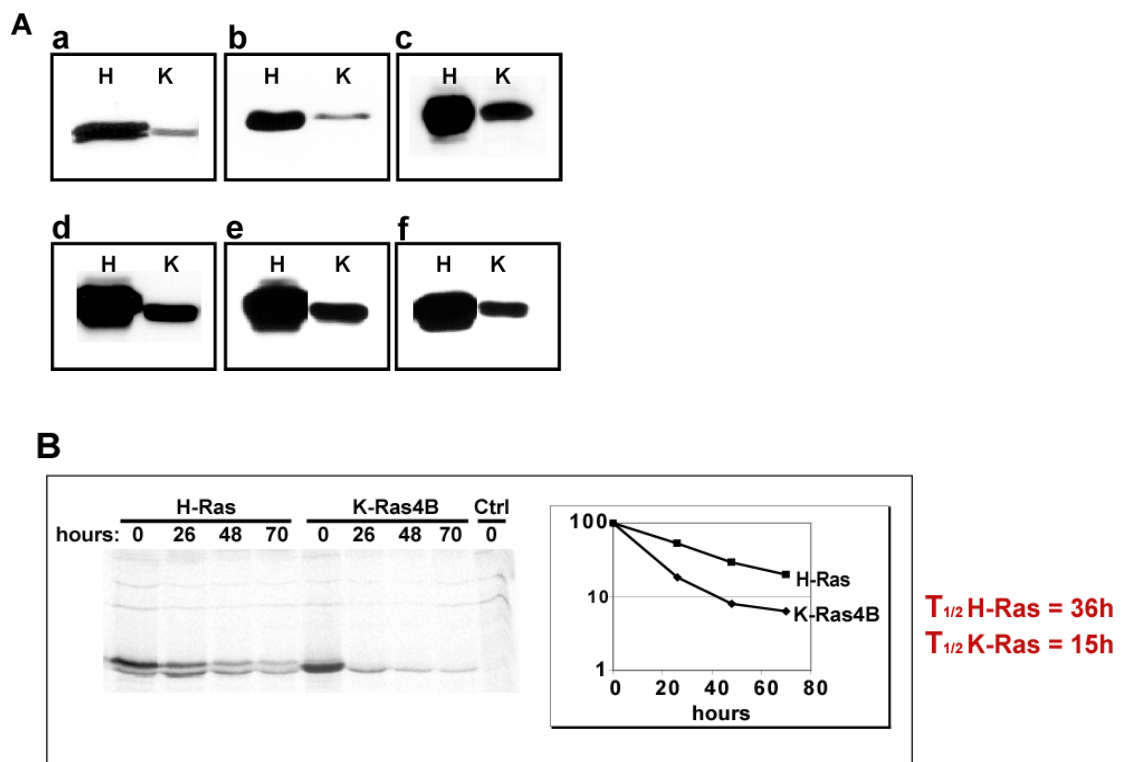 A
a b c
H K H K H K
d e f
H K H K H K
B
H-Ras K-Ras4B Ctrl
hours: 0 26 48 70 0 26 48 70 0
100
10
1
0 20 40 60 80
hours
H-Ras
K-Ras4B
T1/2 H-Ras = 36h
T1/2 K-Ras = 15h